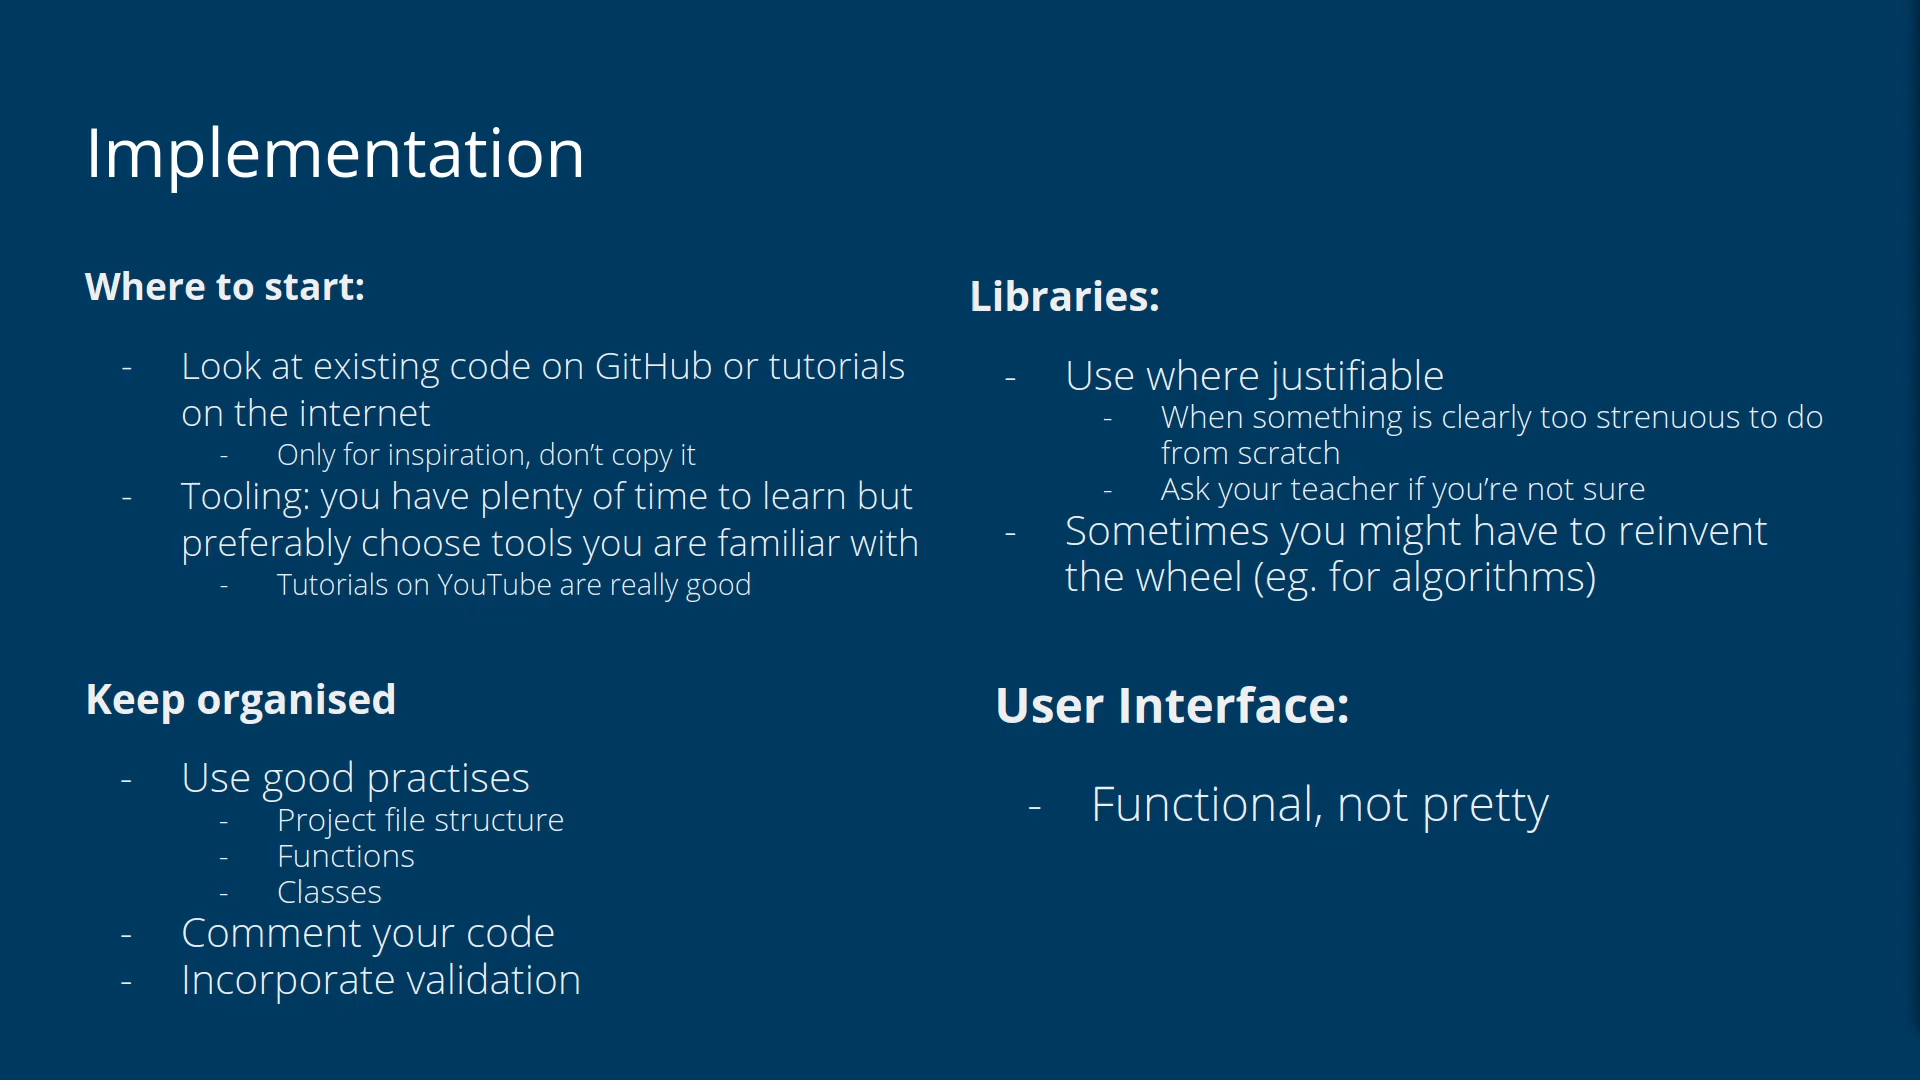 Implementation
Where to start:
- Look at existing code on GitHub or tutorials
on the internet
- Only for inspiration, don’t copy it
- Tooling: you have plenty of time to learn but
preferably choose tools you are familiar with
- Tutorials on YouTube are really good
Libraries:
- Use where justifiable
- When something is clearly too strenuous to do
from scratch
- Ask your teacher if you’re not sure
- Sometimes you might have to reinvent
the wheel (eg. for algorithms)
Keep organised
- Use good practises
- Project file structure
- Functions
- Classes
- Comment your code
- Incorporate validation
User Interface:
- Functional, not pretty